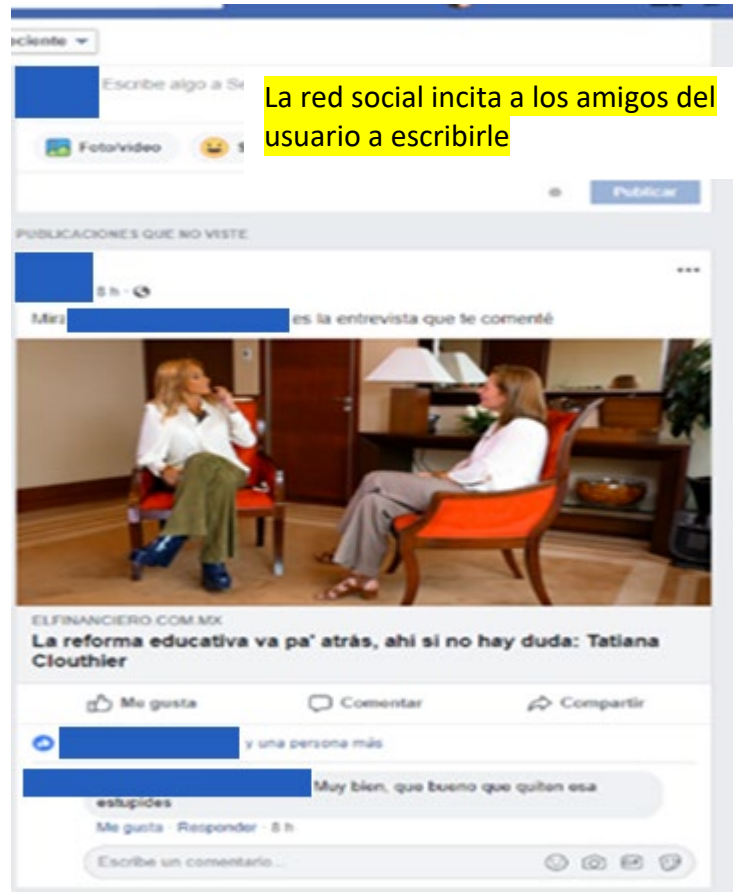 Escribe algo a Se
La red social incita a los amigos del
usuario a escribirle
Foto/video
Publicar
PUBLICACIONES QUE NO VISTE
8 h ·
Mira es la entrevista que te comenté
ELFINANCIERO.COM.MX
La reforma educativa va pa' atrás, ahi si no hay duda: Tatiana
Clouthier
Me gusta Comentar Compartir
y una persona más
Muy bien, que bueno que quiten esa
estupides
Me gusta · Responder · 8 h
Escribe un comentario...